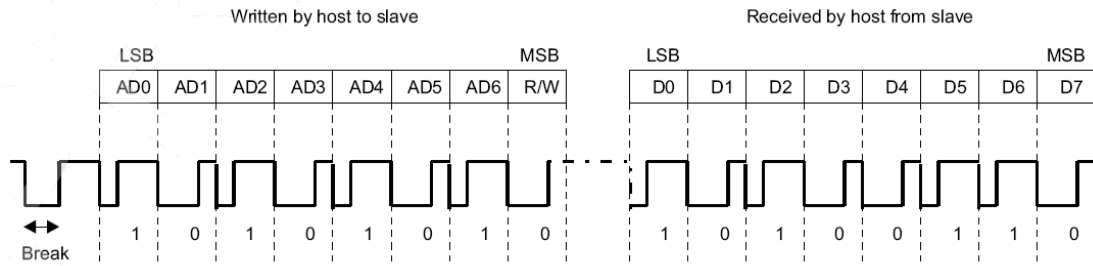 Written by host to slave Received by host from slave
LSB MSB LSB MSB
AD0 AD1 AD2 AD3 AD4 AD5 AD6 R/W D0 D1 D2 D3 D4 D5 D6 D7
1 0 1 0 1 0 1 0 1 0 1 0 0 1 1 0
Break